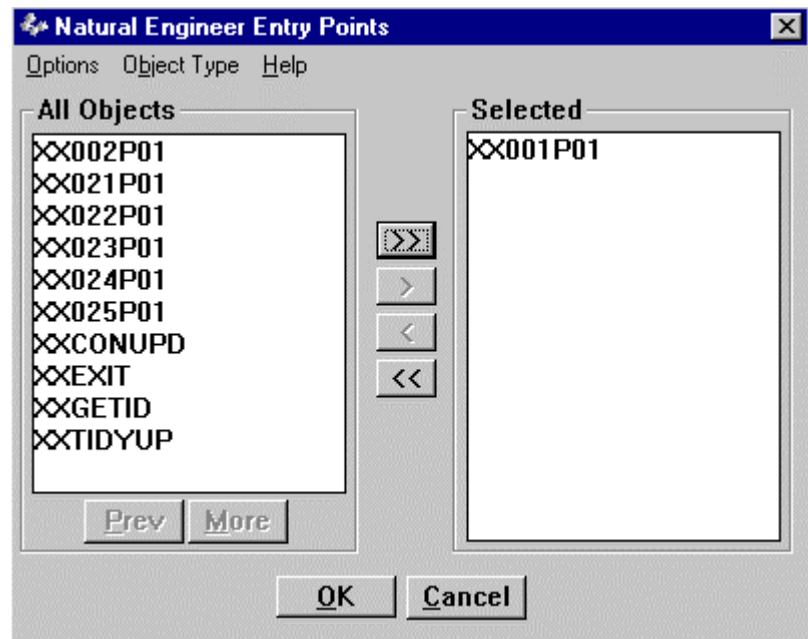 Natural Engineer Entry Points
Options Object Type Help
All Objects
XX002P01
XX021P01
XX022P01
XX023P01
XX024P01
XX025P01
XXCONUPD
XXEXIT
XXGETID
XXTIDYUP
Prev More
>>
>
<
<<
Selected
XX001P01
OK Cancel